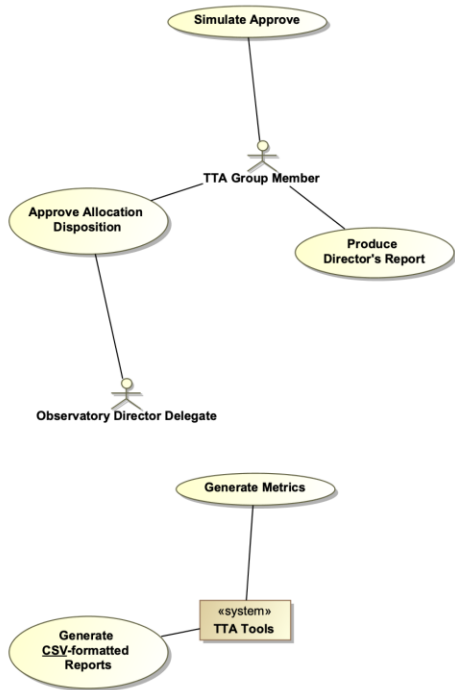 Simulate Approve
TTA Group Member
Approve Allocation
Disposition
Produce
Director's Report
Observatory Director Delegate
Generate Metrics
«system»
TTA Tools
Generate
CSV-formatted
Reports